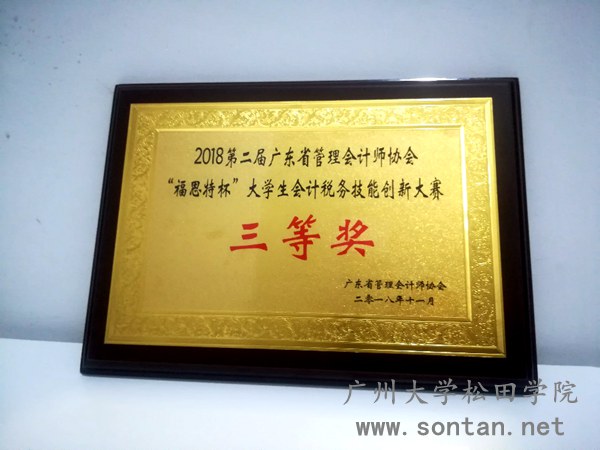 2018第二届广东省管理会计师协会
“福思特杯”大学生会计税务技能创新大赛
三等奖
广东省管理会计师协会
二零一八年十一月
广州大学松田学院
www.sontan.net